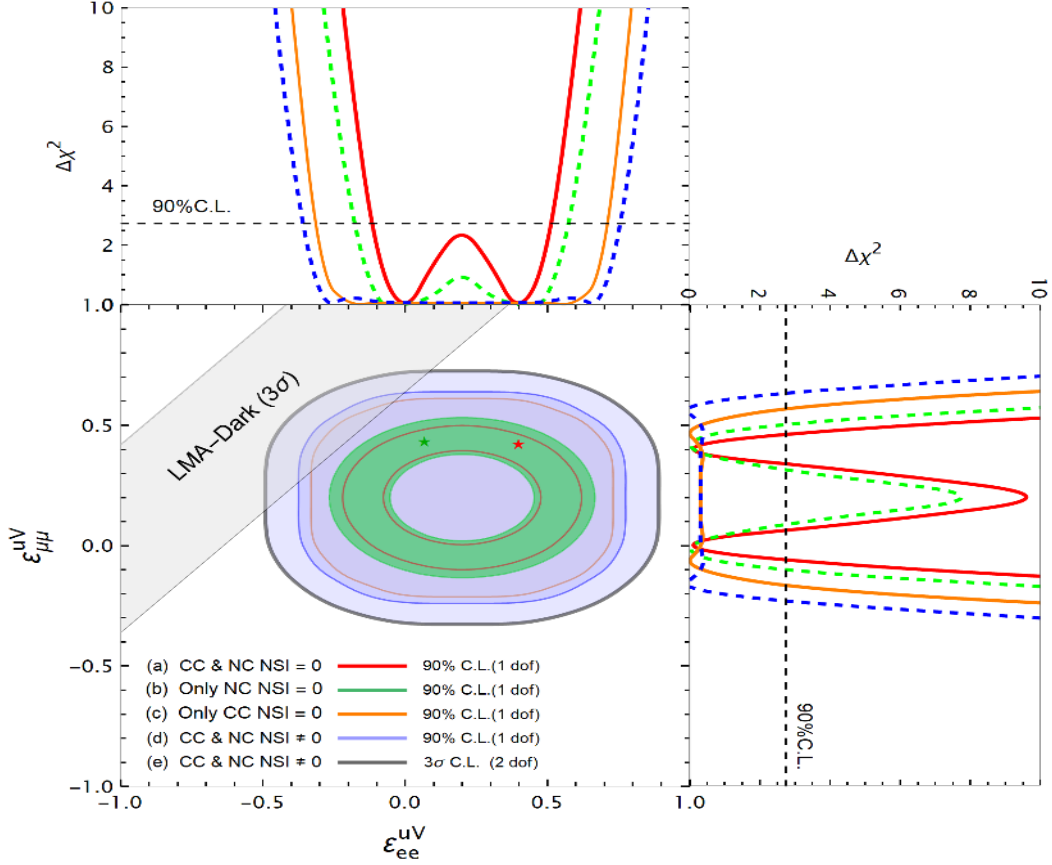 10
8
6
4
2
Δχ²
90%C.L.
Δχ²
0 2 4 6 8 10
1.0
0.5
0.0
−0.5
−1.0
ε_μμ^uV
LMA−Dark (3σ)
(a) CC & NC NSI = 0 90% C.L.(1 dof)
(b) Only NC NSI = 0 90% C.L.(1 dof)
(c) Only CC NSI = 0 90% C.L.(1 dof)
(d) CC & NC NSI ≠ 0 90% C.L.(1 dof)
(e) CC & NC NSI ≠ 0 3σ C.L. (2 dof)
90%C.L.
−1.0 −0.5 0.0 0.5 1.0
ε_ee^uV